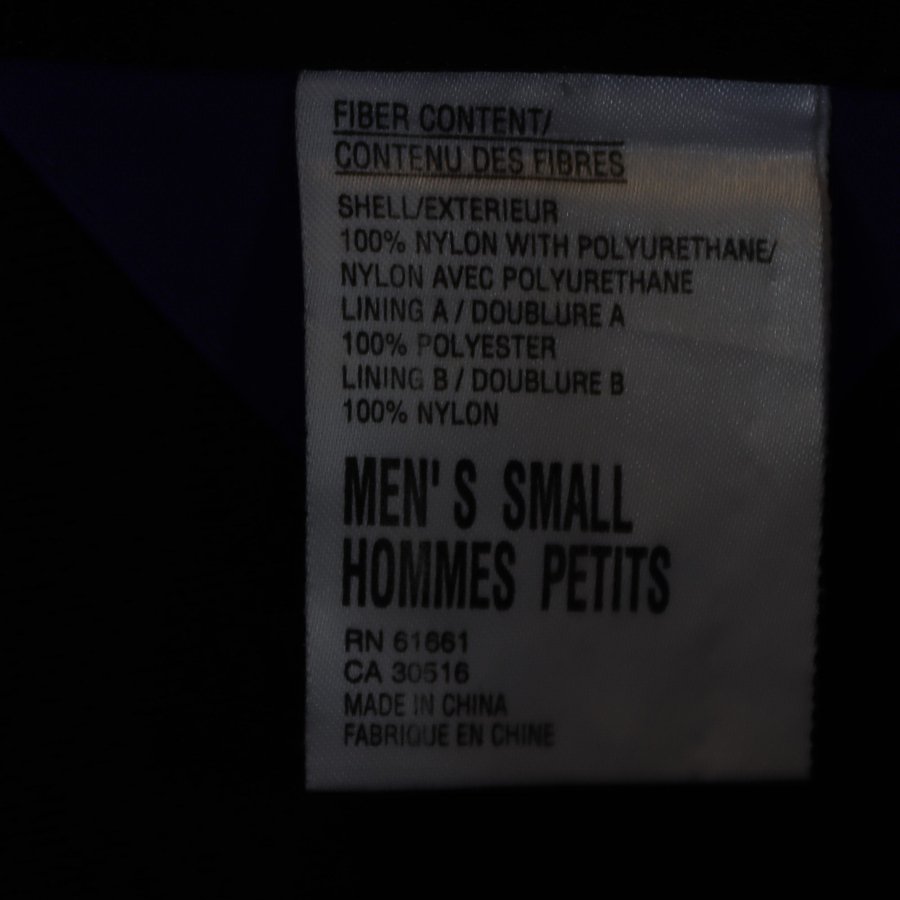 FIBER CONTENT/
CONTENU DES FIBRES
SHELL/EXTERIEUR
100% NYLON WITH POLYURETHANE/
NYLON AVEC POLYURETHANE
LINING A / DOUBLURE A
100% POLYESTER
LINING B / DOUBLURE B
100% NYLON
MEN'S SMALL
HOMMES PETITS
RN 61661
CA 30516
MADE IN CHINA
FABRIQUE EN CHINE